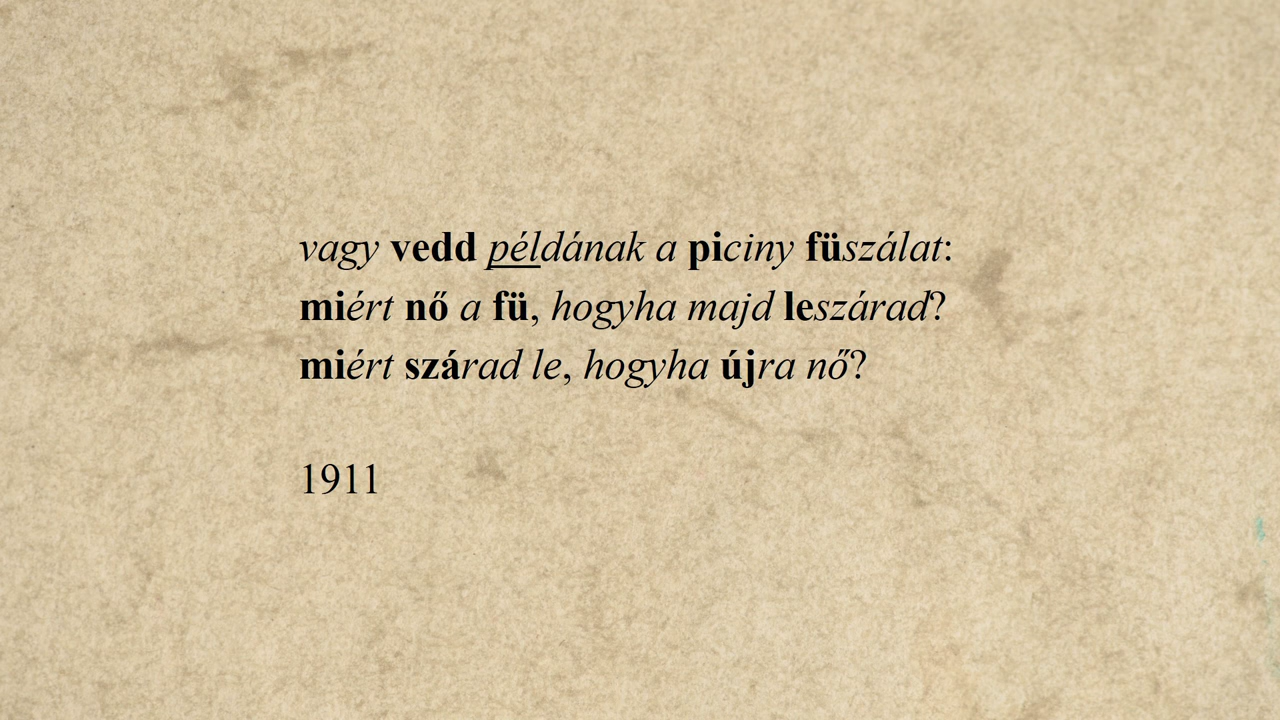 vagy vedd példának a piciny füszálat:
miért nő a fü, hogyha majd leszárad?
miért szárad le, hogyha újra nő?
1911